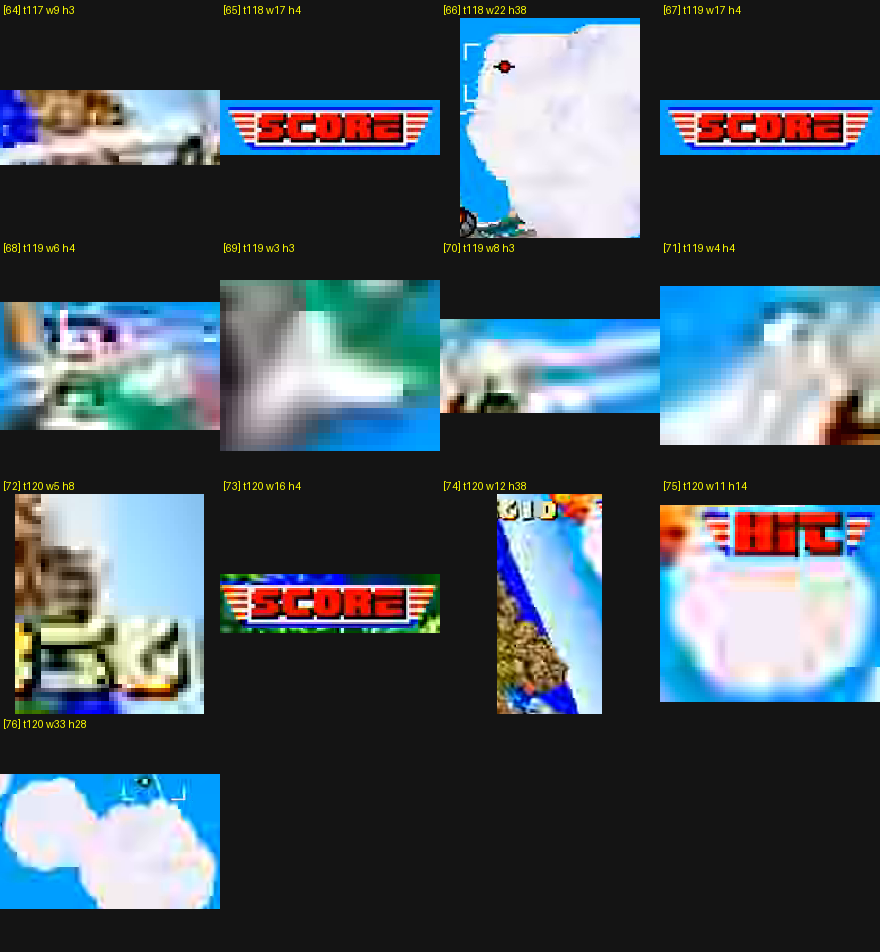 [64] t117 w9 h3
[65] t118 w17 h4
[66] t118 w22 h38
[67] t119 w17 h4
SCORE
SCORE
[68] t119 w6 h4
[69] t119 w3 h3
[70] t119 w8 h3
[71] t119 w4 h4
[72] t120 w5 h8
[73] t120 w16 h4
[74] t120 w12 h38
[75] t120 w11 h14
HIT
SCORE
[76] t120 w33 h28